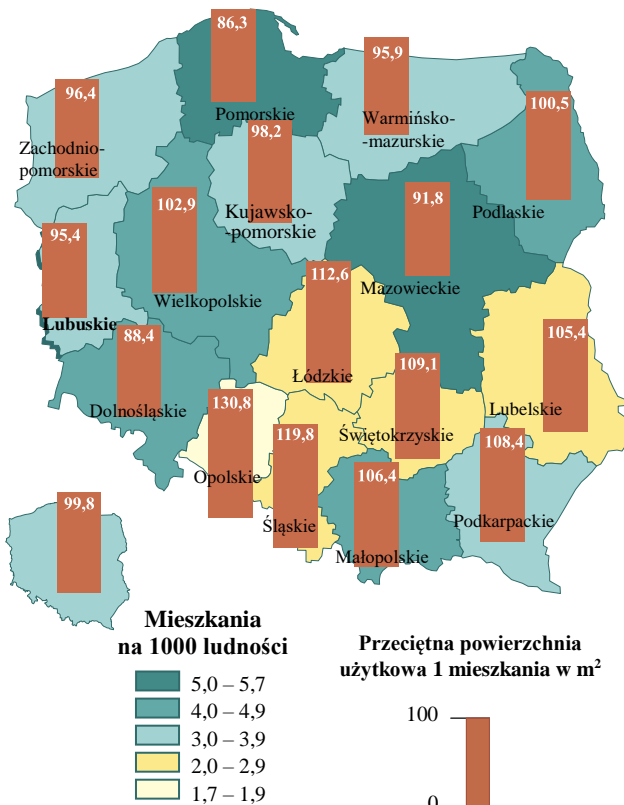 86,3
Pomorskie
95,9
Warmińsko-
-mazurskie
96,4
Zachodnio-
pomorskie
100,5
Podlaskie
98,2
Kujawsko-
-pomorskie
102,9
Wielkopolskie
91,8
Mazowieckie
95,4
Lubuskie
112,6
Łódzkie
88,4
Dolnośląskie
105,4
Lubelskie
109,1
Świętokrzyskie
130,8
Opolskie
119,8
Śląskie
106,4
Małopolskie
108,4
Podkarpackie
99,8
Mieszkania
na 1000 ludności
5,0 – 5,7
4,0 – 4,9
3,0 – 3,9
2,0 – 2,9
1,7 – 1,9
Przeciętna powierzchnia
użytkowa 1 mieszkania w m²
100
0